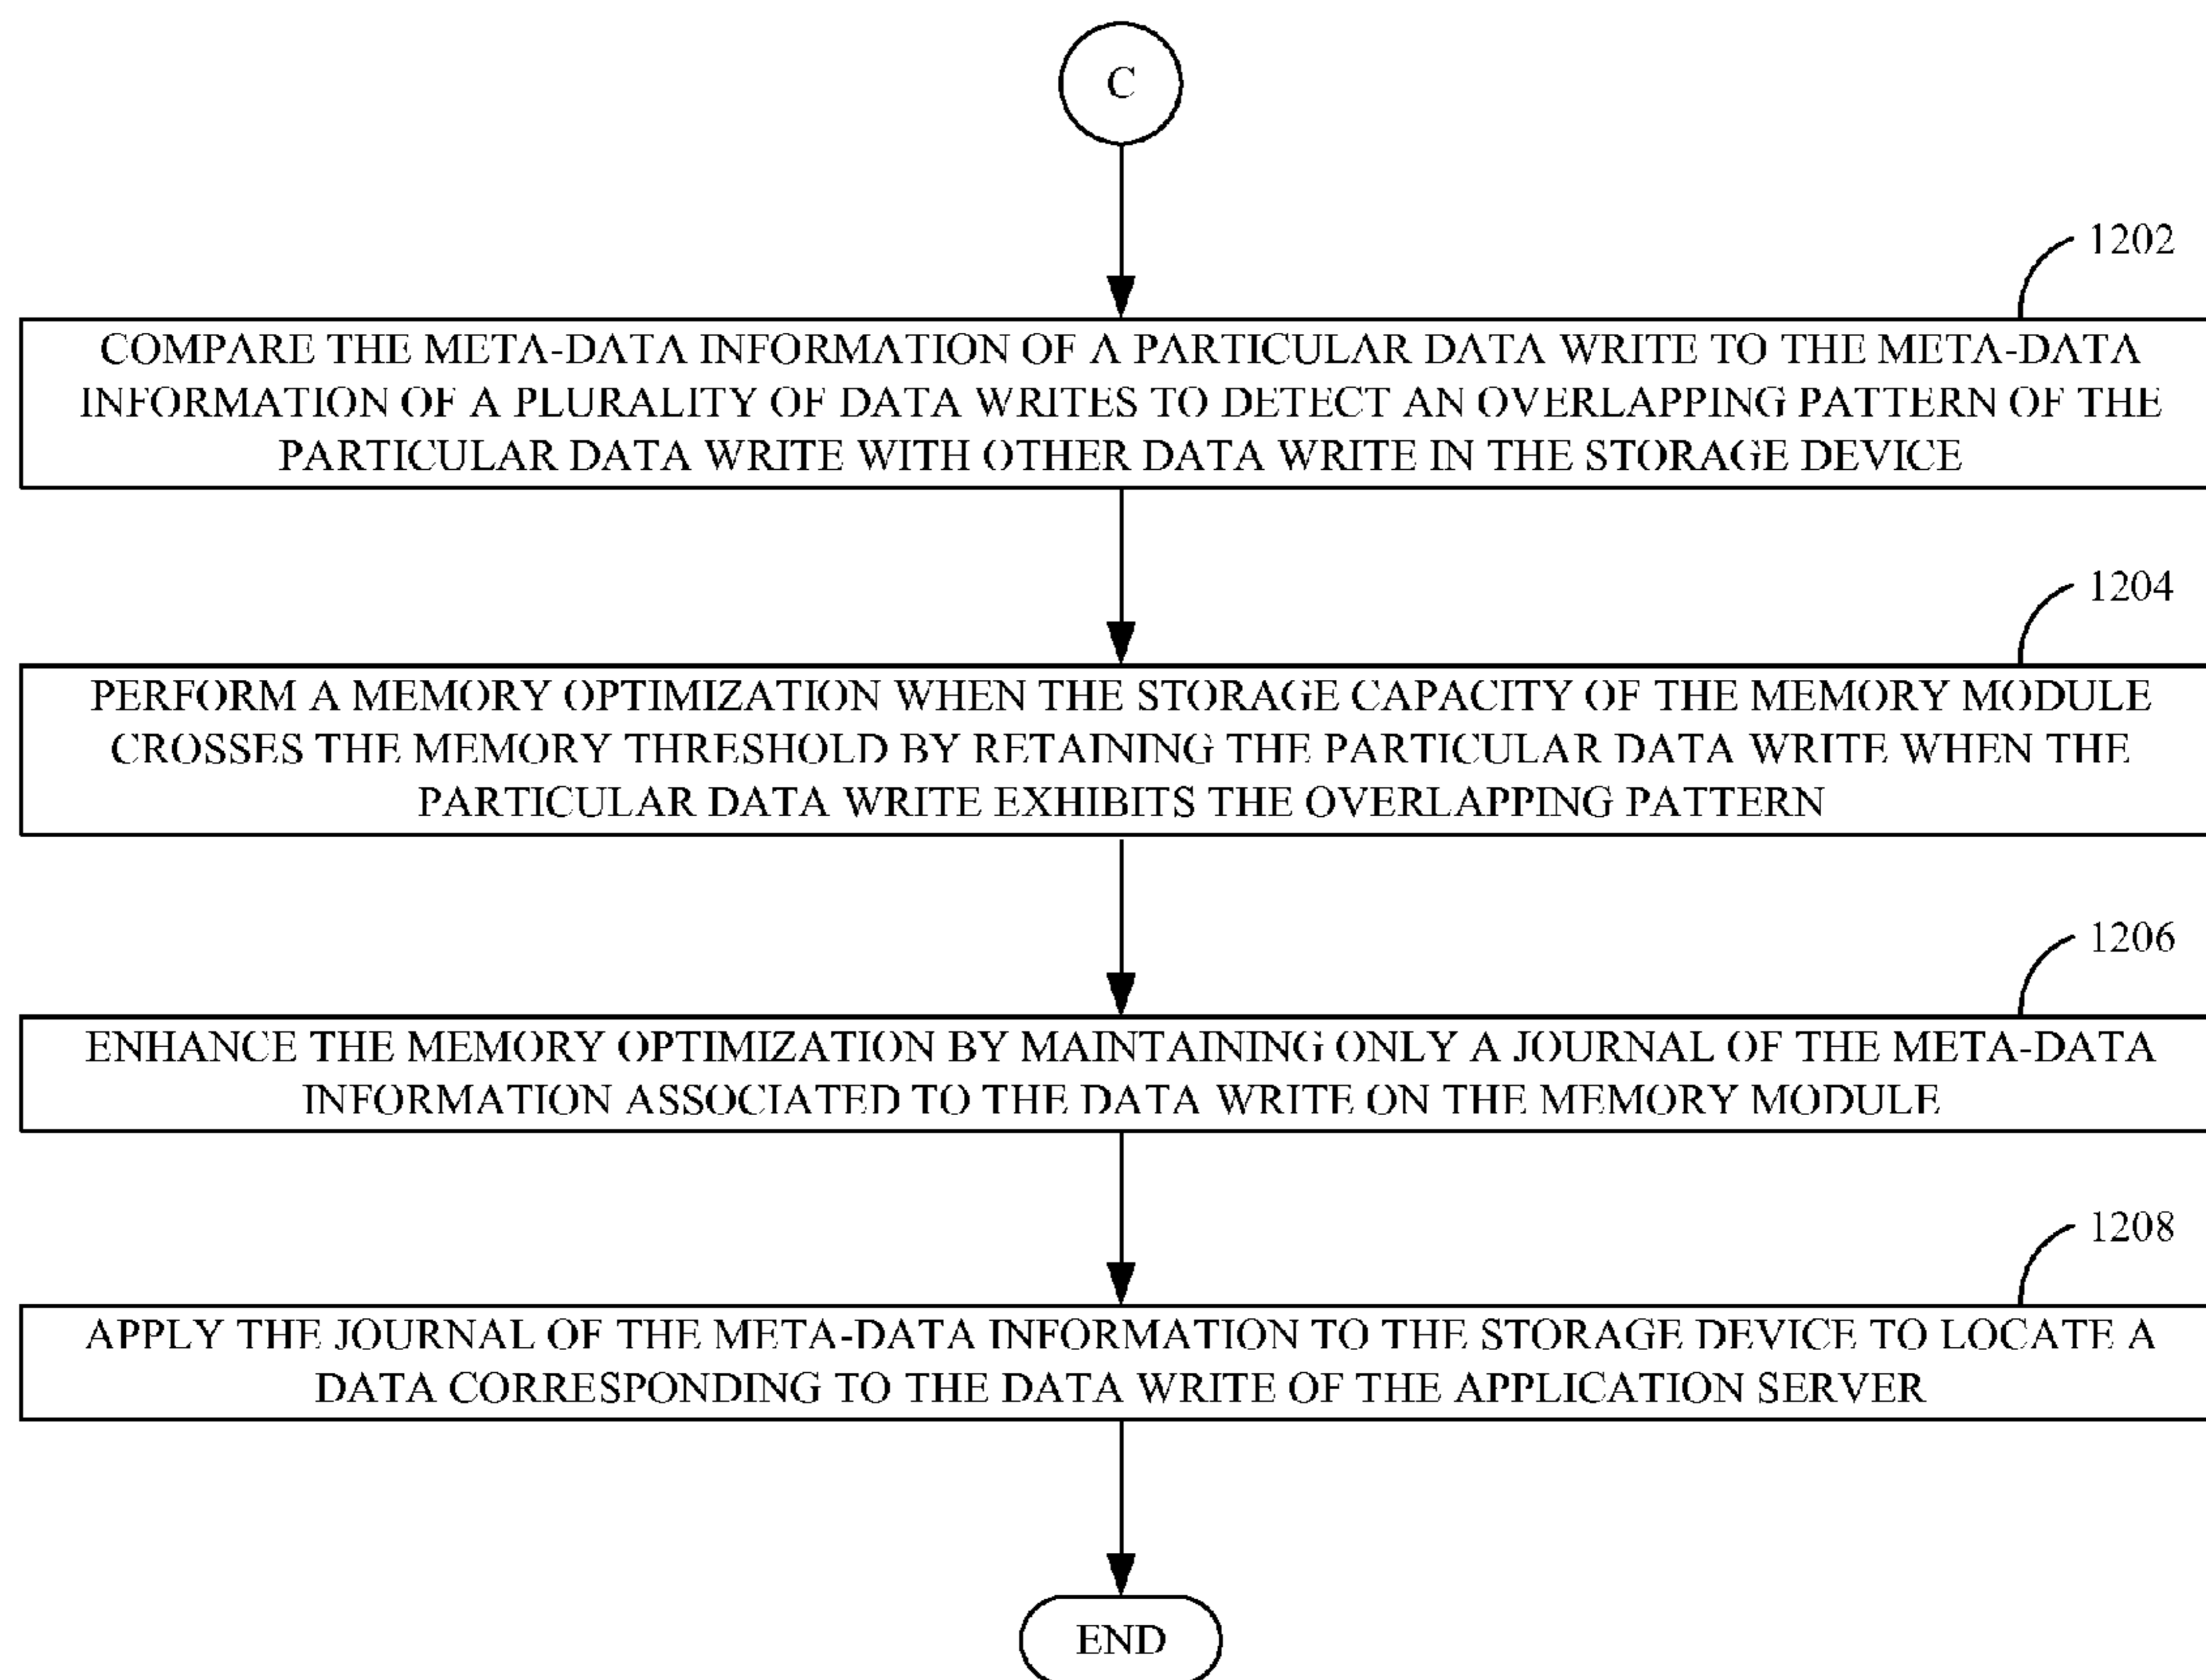 C
1202
COMPARE THE META-DATA INFORMATION OF A PARTICULAR DATA WRITE TO THE META-DATA
INFORMATION OF A PLURALITY OF DATA WRITES TO DETECT AN OVERLAPPING PATTERN OF THE
PARTICULAR DATA WRITE WITH OTHER DATA WRITE IN THE STORAGE DEVICE
1204
PERFORM A MEMORY OPTIMIZATION WHEN THE STORAGE CAPACITY OF THE MEMORY MODULE
CROSSES THE MEMORY THRESHOLD BY RETAINING THE PARTICULAR DATA WRITE WHEN THE
PARTICULAR DATA WRITE EXHIBITS THE OVERLAPPING PATTERN
1206
ENHANCE THE MEMORY OPTIMIZATION BY MAINTAINING ONLY A JOURNAL OF THE META-DATA
INFORMATION ASSOCIATED TO THE DATA WRITE ON THE MEMORY MODULE
1208
APPLY THE JOURNAL OF THE META-DATA INFORMATION TO THE STORAGE DEVICE TO LOCATE A
DATA CORRESPONDING TO THE DATA WRITE OF THE APPLICATION SERVER
END